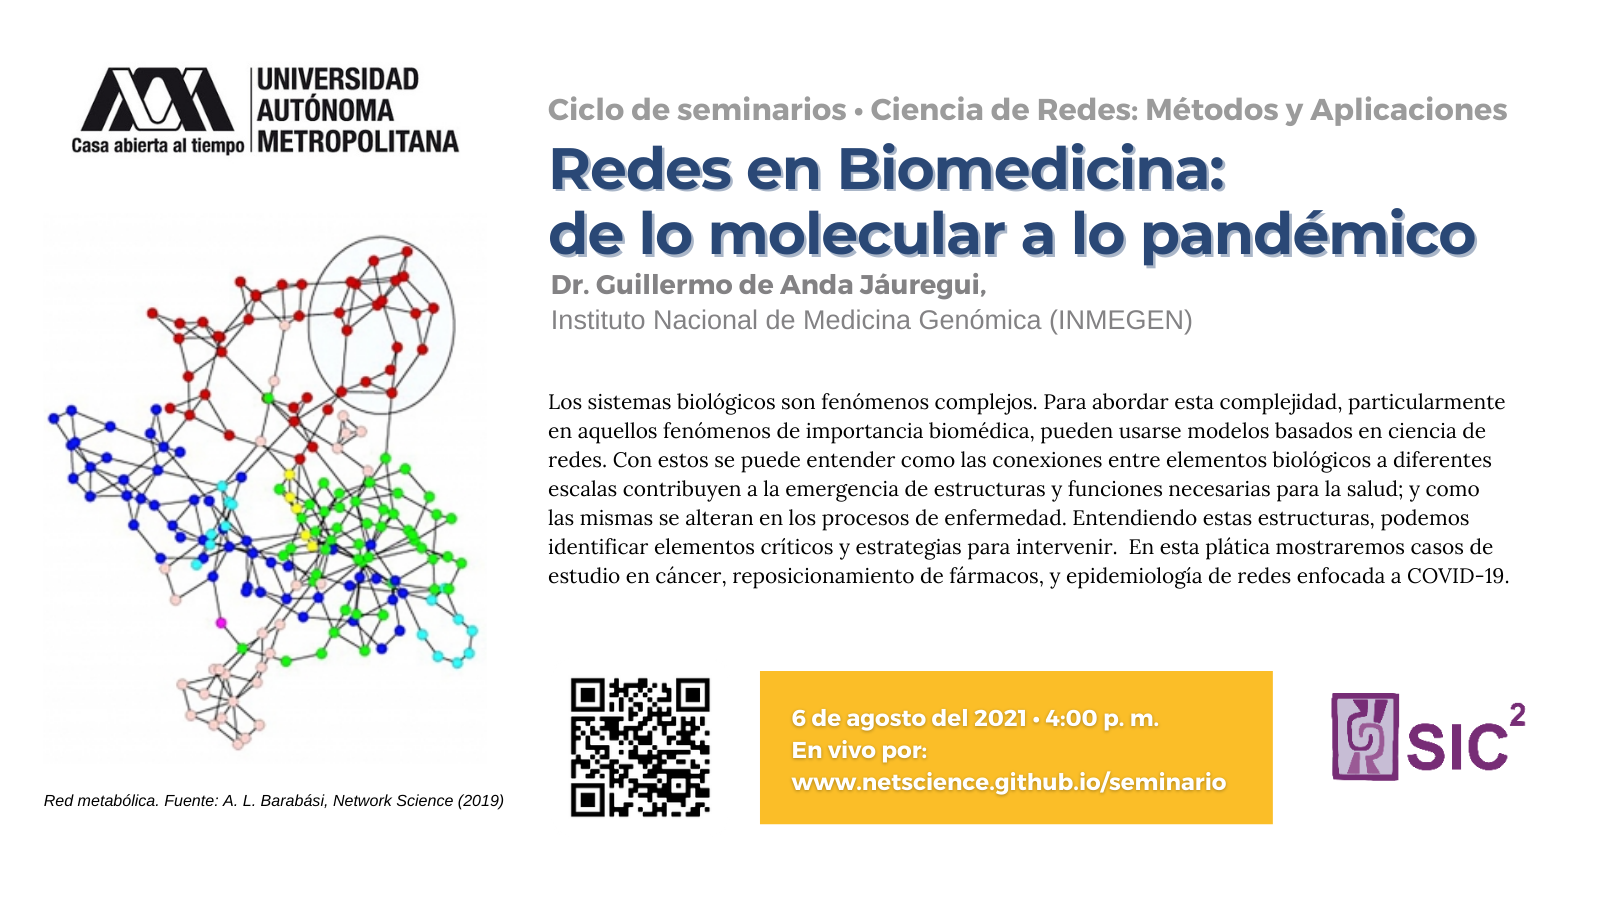 UNIVERSIDAD
AUTÓNOMA
METROPOLITANA
Casa abierta al tiempo
Ciclo de seminarios • Ciencia de Redes: Métodos y Aplicaciones
Redes en Biomedicina:
de lo molecular a lo pandémico
Dr. Guillermo de Anda Jáuregui,
Instituto Nacional de Medicina Genómica (INMEGEN)
Los sistemas biológicos son fenómenos complejos. Para abordar esta complejidad, particularmente
en aquellos fenómenos de importancia biomédica, pueden usarse modelos basados en ciencia de
redes. Con estos se puede entender como las conexiones entre elementos biológicos a diferentes
escalas contribuyen a la emergencia de estructuras y funciones necesarias para la salud; y como
las mismas se alteran en los procesos de enfermedad. Entendiendo estas estructuras, podemos
identificar elementos críticos y estrategias para intervenir.  En esta plática mostraremos casos de
estudio en cáncer, reposicionamiento de fármacos, y epidemiología de redes enfocada a COVID-19.
6 de agosto del 2021 • 4:00 p. m.
En vivo por:
www.netscience.github.io/seminario
SIC²
Red metabólica. Fuente: A. L. Barabási, Network Science (2019)